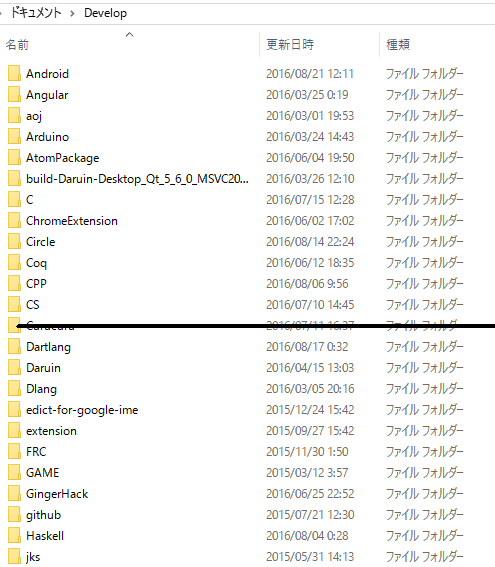 ドキュメント > Develop
名前 更新日時 種類
Android 2016/08/21 12:11 ファイル フォルダー
Angular 2016/03/25 0:19 ファイル フォルダー
aoj 2016/03/01 19:53 ファイル フォルダー
Arduino 2016/03/24 14:43 ファイル フォルダー
AtomPackage 2016/06/04 19:50 ファイル フォルダー
build-Daruin-Desktop_Qt_5_6_0_MSVC20... 2016/03/26 12:10 ファイル フォルダー
C 2016/07/15 12:28 ファイル フォルダー
ChromeExtension 2016/06/02 17:02 ファイル フォルダー
Circle 2016/08/14 22:24 ファイル フォルダー
Coq 2016/06/12 18:35 ファイル フォルダー
CPP 2016/08/06 9:56 ファイル フォルダー
CS 2016/07/10 14:45 ファイル フォルダー
ファイル フォルダー
Dartlang 2016/08/17 0:32 ファイル フォルダー
Daruin 2016/04/15 13:03 ファイル フォルダー
Dlang 2016/03/05 20:16 ファイル フォルダー
edict-for-google-ime 2015/12/24 15:42 ファイル フォルダー
extension 2015/09/27 15:42 ファイル フォルダー
FRC 2015/11/30 1:50 ファイル フォルダー
GAME 2015/03/12 3:57 ファイル フォルダー
GingerHack 2016/06/25 22:52 ファイル フォルダー
github 2015/07/21 12:30 ファイル フォルダー
Haskell 2016/08/04 0:28 ファイル フォルダー
jks 2015/05/31 14:13 ファイル フォルダー